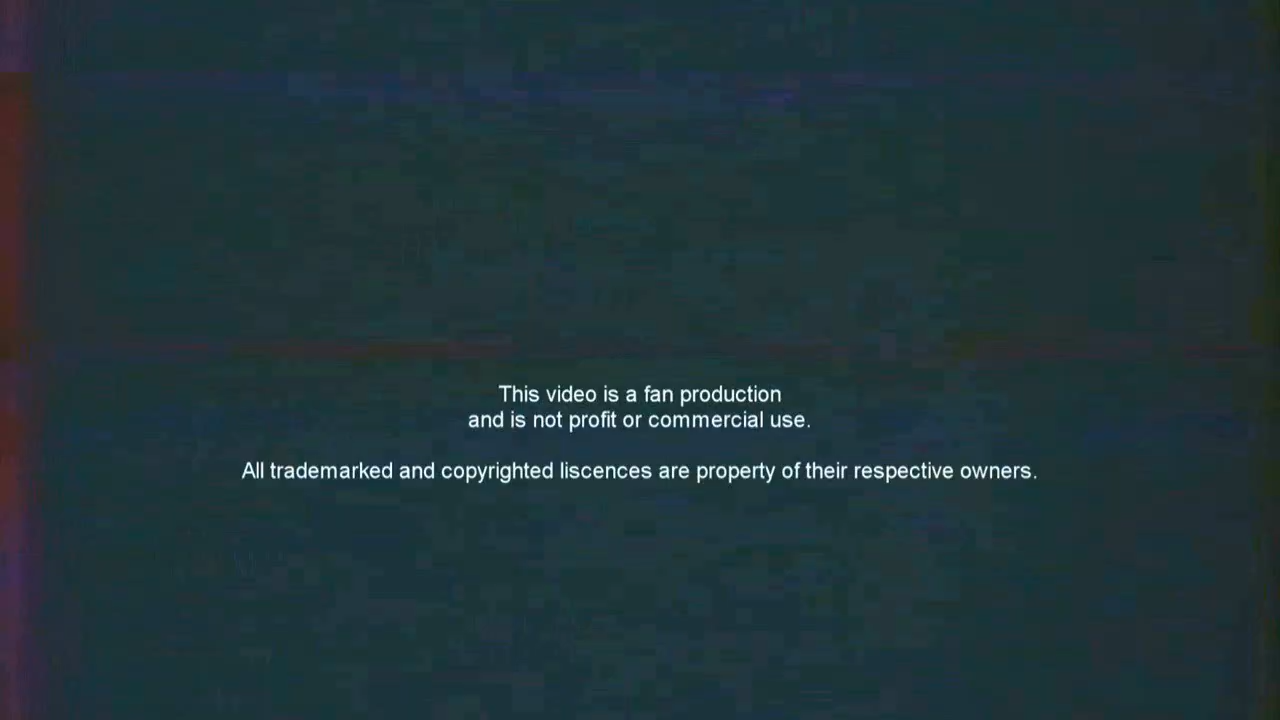 This video is a fan production
and is not profit or commercial use.
All trademarked and copyrighted liscences are property of their respective owners.